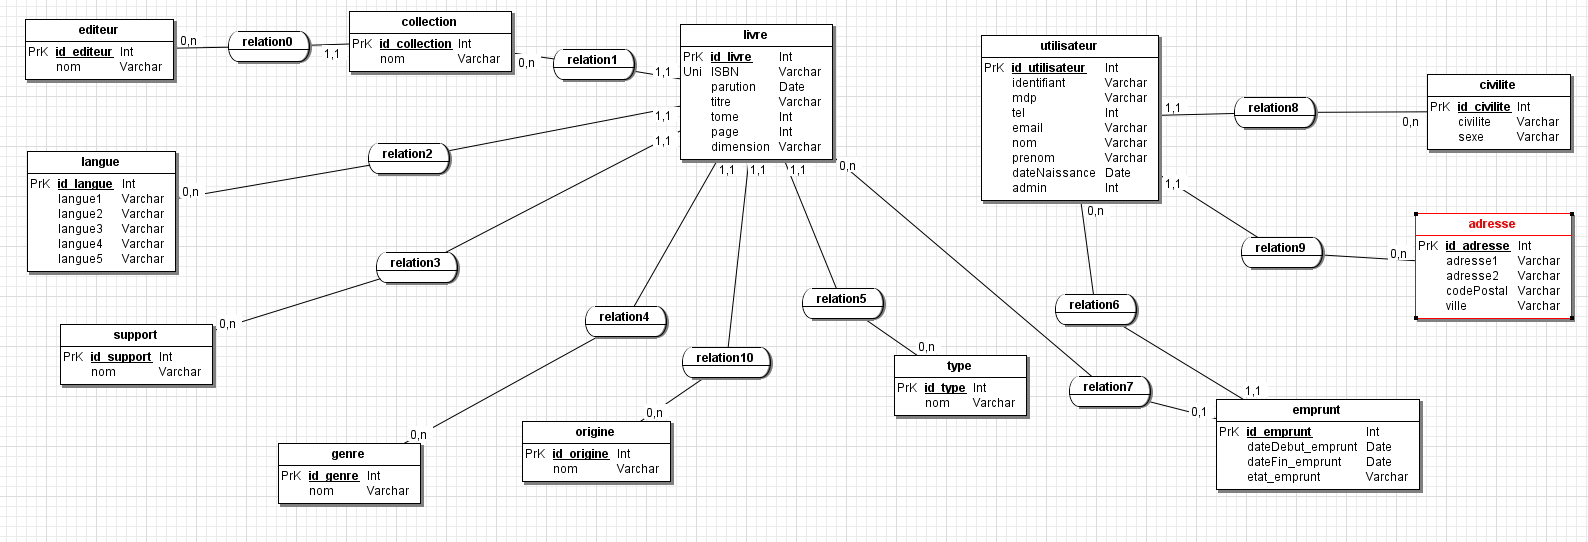 editeur
PrK id_editeur Int
nom Varchar
0,n
relation0
1,1
collection
PrK id_collection Int
nom Varchar
0,n
relation1
1,1
livre
PrK id_livre Int
Uni ISBN Varchar
parution Date
titre Varchar
tome Int
page Int
dimension Varchar
utilisateur
PrK id_utilisateur Int
identifiant Varchar
mdp Varchar
tel Int
email Varchar
nom Varchar
prenom Varchar
dateNaissance Date
admin Int
1,1
relation8
0,n
civilite
PrK id_civilite Int
civilite Varchar
sexe Varchar
langue
PrK id_langue Int
langue1 Varchar
langue2 Varchar
langue3 Varchar
langue4 Varchar
langue5 Varchar
0,n
relation2
1,1
1,1
relation3
0,n
support
PrK id_support Int
nom Varchar
1,1
relation4
0,n
genre
PrK id_genre Int
nom Varchar
1,1
relation10
0,n
origine
PrK id_origine Int
nom Varchar
1,1
relation5
0,n
type
PrK id_type Int
nom Varchar
0,n
relation7
0,1
0,n
relation6
1,1
emprunt
PrK id_emprunt Int
dateDebut_emprunt Date
dateFin_emprunt Date
etat_emprunt Varchar
1,1
relation9
0,n
adresse
PrK id_adresse Int
adresse1 Varchar
adresse2 Varchar
codePostal Varchar
ville Varchar